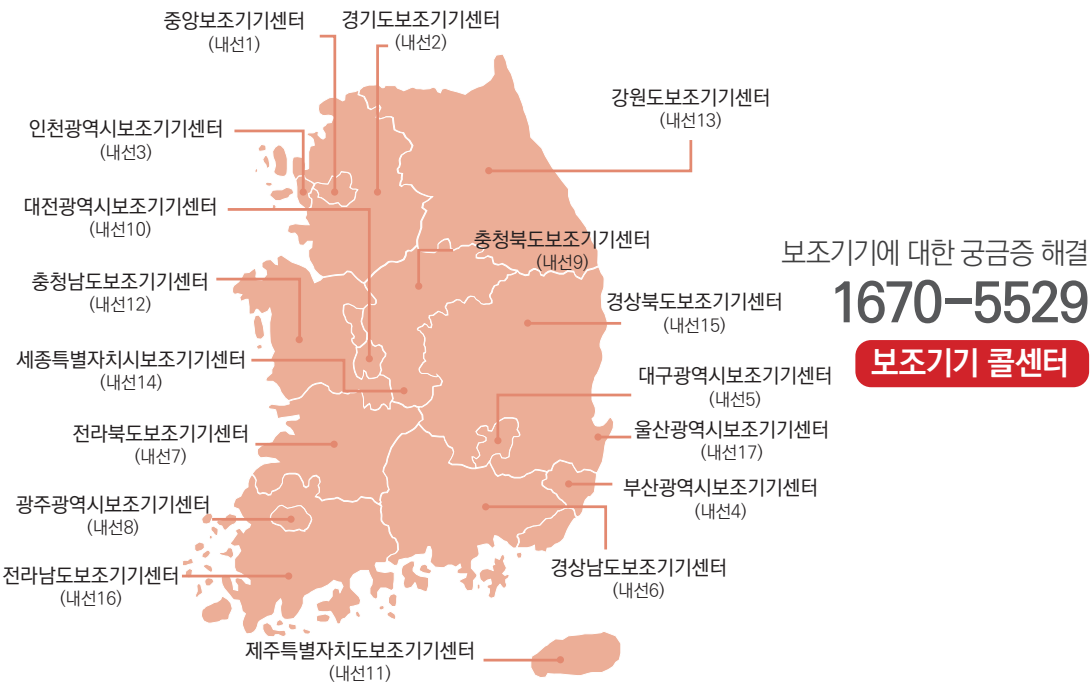 중앙보조기기센터
(내선1)
경기도보조기기센터
(내선2)
강원도보조기기센터
(내선13)
인천광역시보조기기센터
(내선3)
대전광역시보조기기센터
(내선10)
충청북도보조기기센터
(내선9)
보조기기에 대한 궁금증 해결
1670-5529
보조기기 콜센터
충청남도보조기기센터
(내선12)
경상북도보조기기센터
(내선15)
세종특별자치시보조기기센터
(내선14)
대구광역시보조기기센터
(내선5)
전라북도보조기기센터
(내선7)
울산광역시보조기기센터
(내선17)
광주광역시보조기기센터
(내선8)
부산광역시보조기기센터
(내선4)
전라남도보조기기센터
(내선16)
경상남도보조기기센터
(내선6)
제주특별자치도보조기기센터
(내선11)